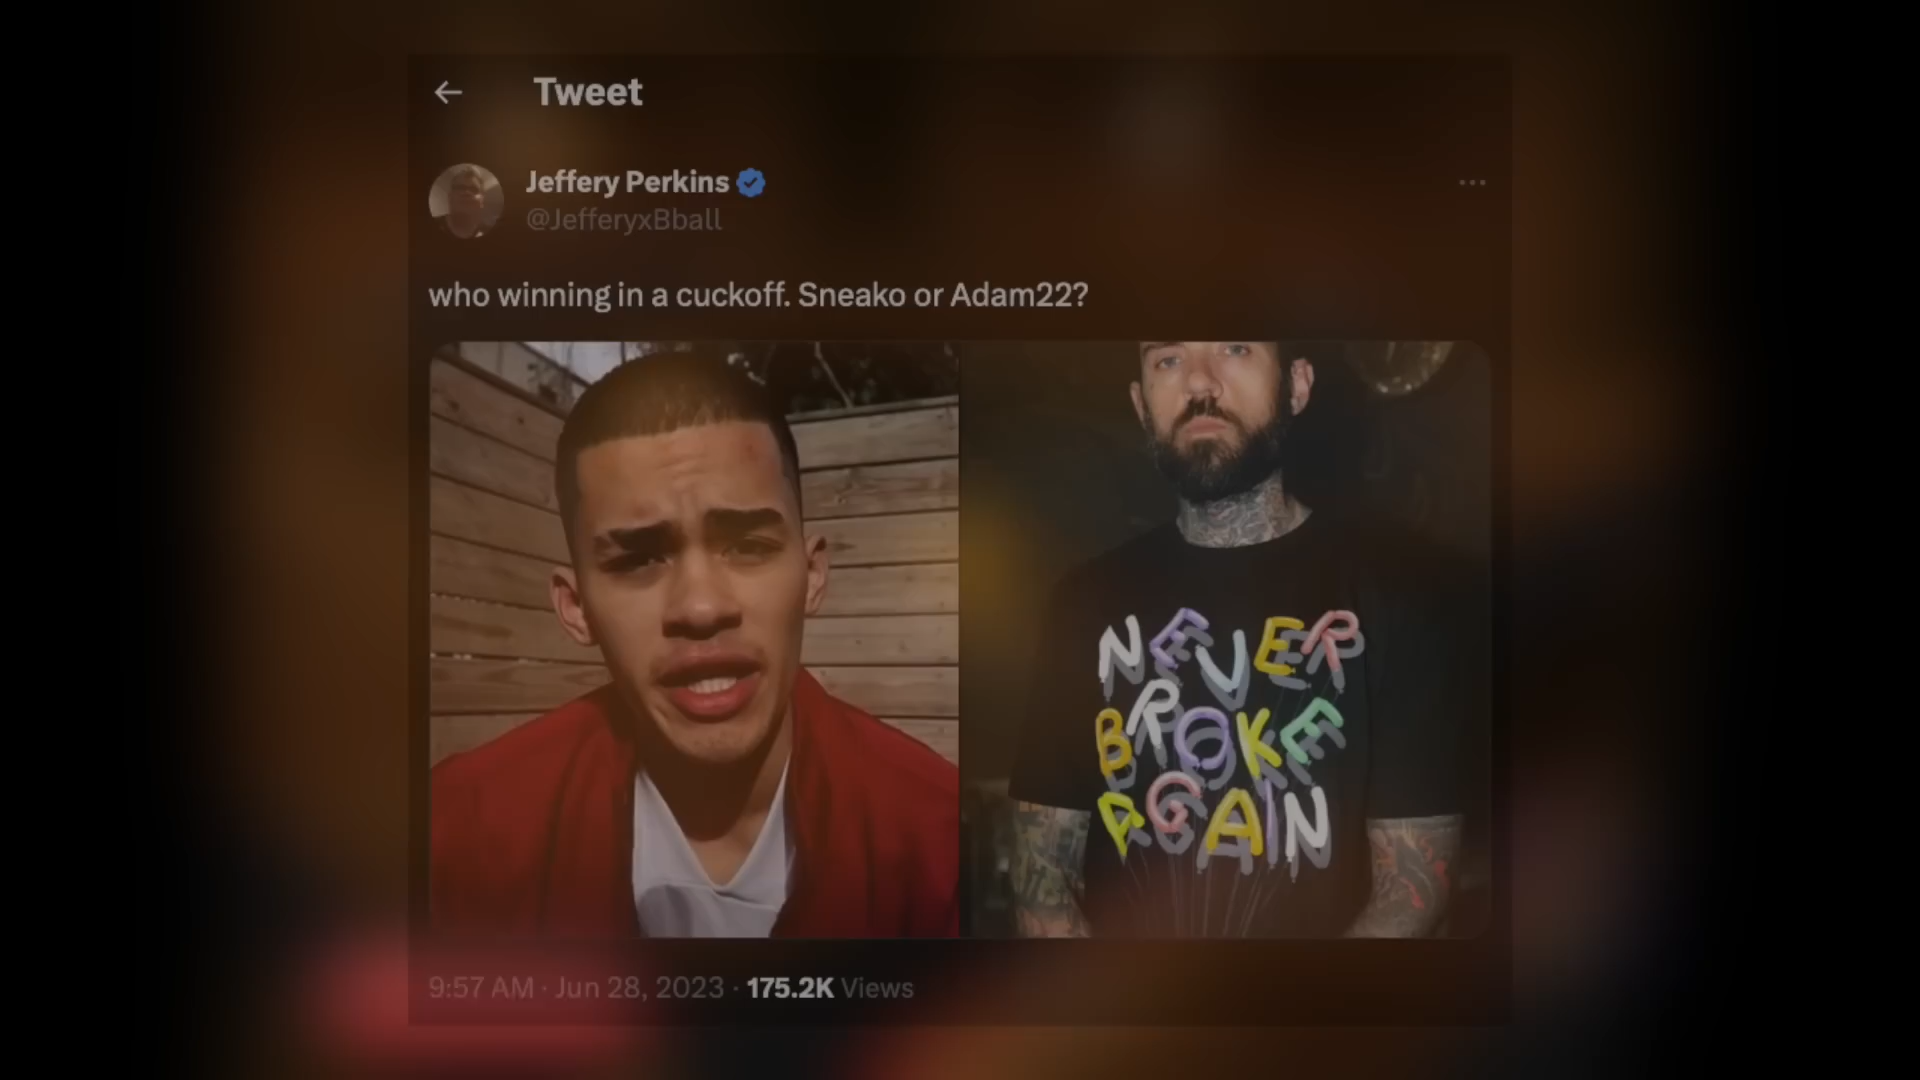 Tweet
Jeffery Perkins
@JefferyxBball
who winning in a cuckoff. Sneako or Adam22?
NEVER
BROKE
AGAIN
9:57 AM · Jun 28, 2023 · 175.2K Views